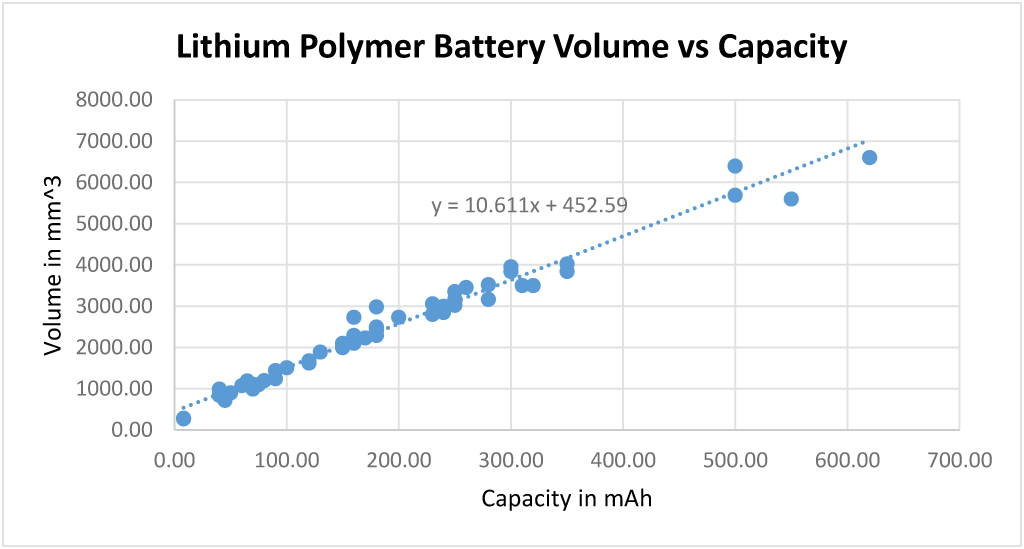 Lithium Polymer Battery Volume vs Capacity
8000.00
7000.00
6000.00
5000.00
4000.00
3000.00
2000.00
1000.00
0.00
Volume in mm^3
y = 10.611x + 452.59
0.00 100.00 200.00 300.00 400.00 500.00 600.00 700.00
Capacity in mAh